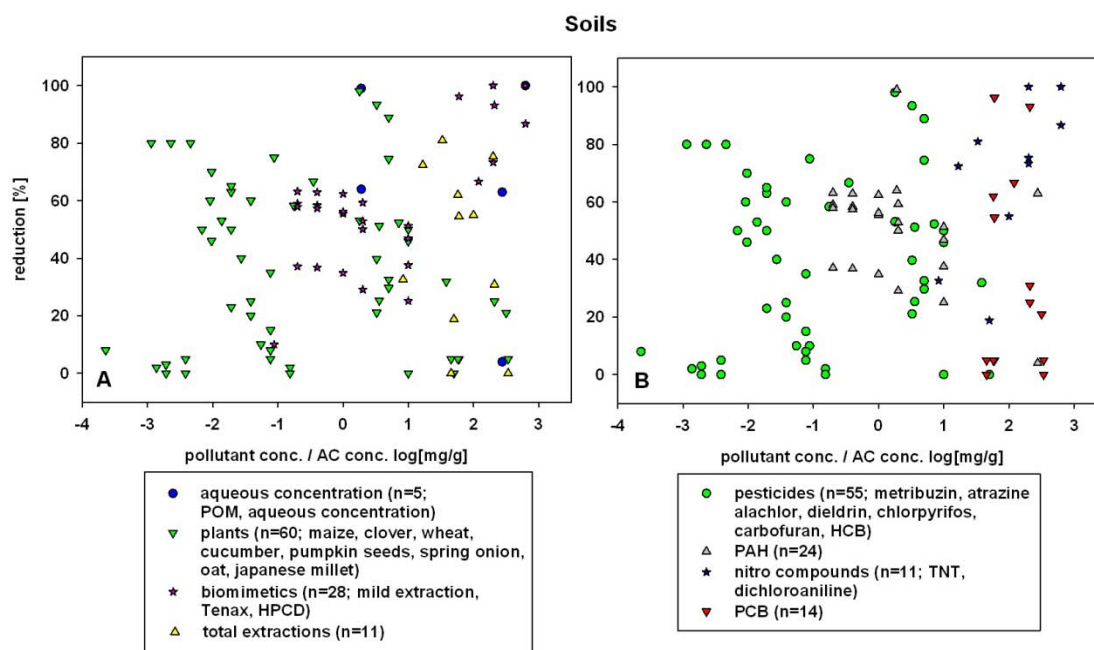 Soils
reduction [%]
100
80
60
40
20
0
A
-4 -3 -2 -1 0 1 2 3
pollutant conc. / AC conc. log[mg/g]
aqueous concentration (n=5;
POM, aqueous concentration)
plants (n=60; maize, clover, wheat,
cucumber, pumpkin seeds, spring onion,
oat, japanese millet)
biomimetics (n=28; mild extraction,
Tenax, HPCD)
total extractions (n=11)
100
80
60
40
20
0
B
-4 -3 -2 -1 0 1 2 3
pollutant conc. / AC conc. log[mg/g]
pesticides (n=55; metribuzin, atrazine
alachlor, dieldrin, chlorpyrifos,
carbofuran, HCB)
PAH (n=24)
nitro compounds (n=11; TNT,
dichloroaniline)
PCB (n=14)